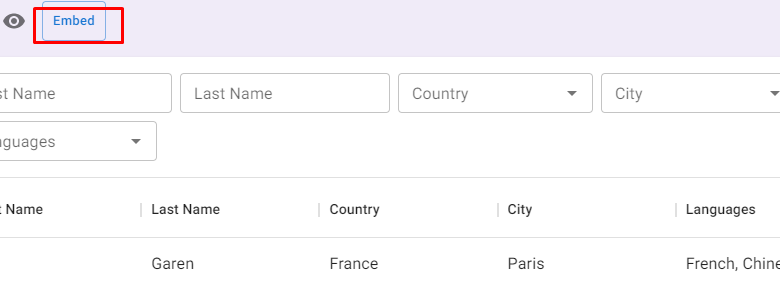 Embed
st Name
Last Name
Country
City
nguages
t Name
Last Name
Country
City
Languages
Garen
France
Paris
French, Chine